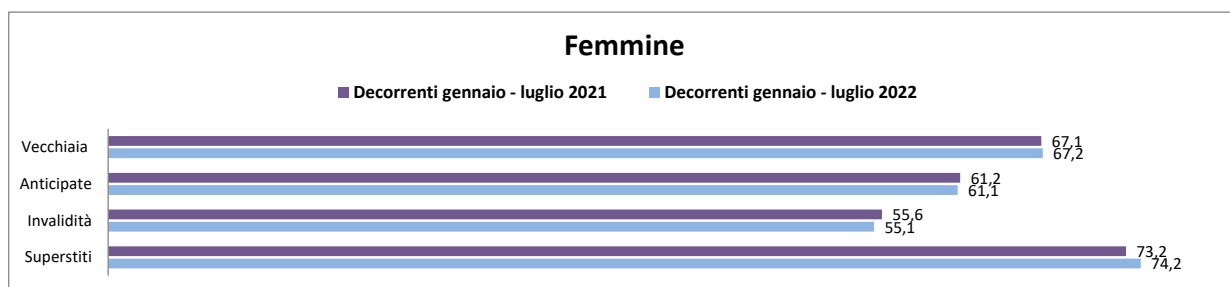 Femmine
Decorrenti gennaio - luglio 2021 Decorrenti gennaio - luglio 2022
Vecchiaia 67,1
67,2
Anticipate 61,2
61,1
Invalidità 55,6
55,1
Superstiti 73,2
74,2